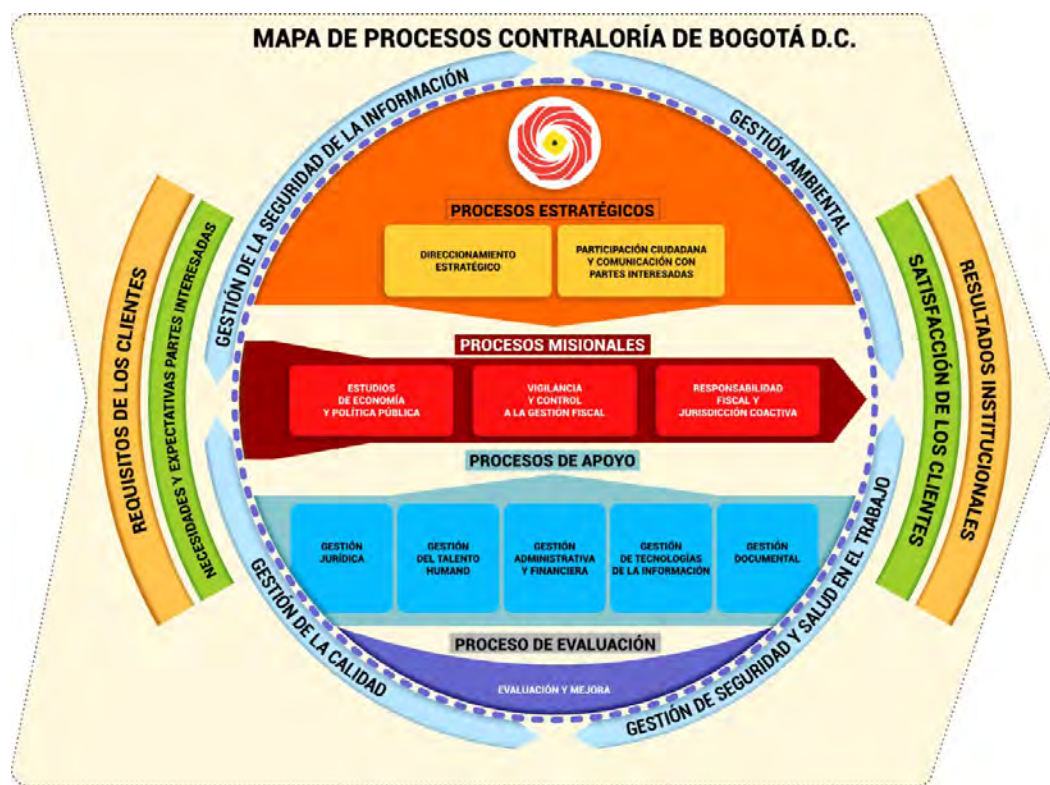 MAPA DE PROCESOS CONTRALORÍA DE BOGOTÁ D.C.
GESTIÓN DE LA SEGURIDAD DE LA INFORMACIÓN
GESTIÓN AMBIENTAL
REQUISITOS DE LOS CLIENTES
NECESIDADES Y EXPECTATIVAS PARTES INTERESADAS
PROCESOS ESTRATÉGICOS
DIRECCIONAMIENTO
ESTRATÉGICO
PARTICIPACIÓN CIUDADANA
Y COMUNICACIÓN CON
PARTES INTERESADAS
PROCESOS MISIONALES
ESTUDIOS
DE ECONOMÍA
Y POLÍTICA PÚBLICA
VIGILANCIA
Y CONTROL
A LA GESTIÓN FISCAL
RESPONSABILIDAD
FISCAL Y
JURISDICCIÓN COACTIVA
PROCESOS DE APOYO
GESTIÓN
JURÍDICA
GESTIÓN
DEL TALENTO
HUMANO
GESTIÓN
ADMINISTRATIVA
Y FINANCIERA
GESTIÓN
DE TECNOLOGÍAS
DE LA INFORMACIÓN
GESTIÓN
DOCUMENTAL
PROCESO DE EVALUACIÓN
EVALUACIÓN Y MEJORA
GESTIÓN DE LA CALIDAD
GESTIÓN DE SEGURIDAD Y SALUD EN EL TRABAJO
SATISFACCIÓN DE LOS CLIENTES
RESULTADOS INSTITUCIONALES